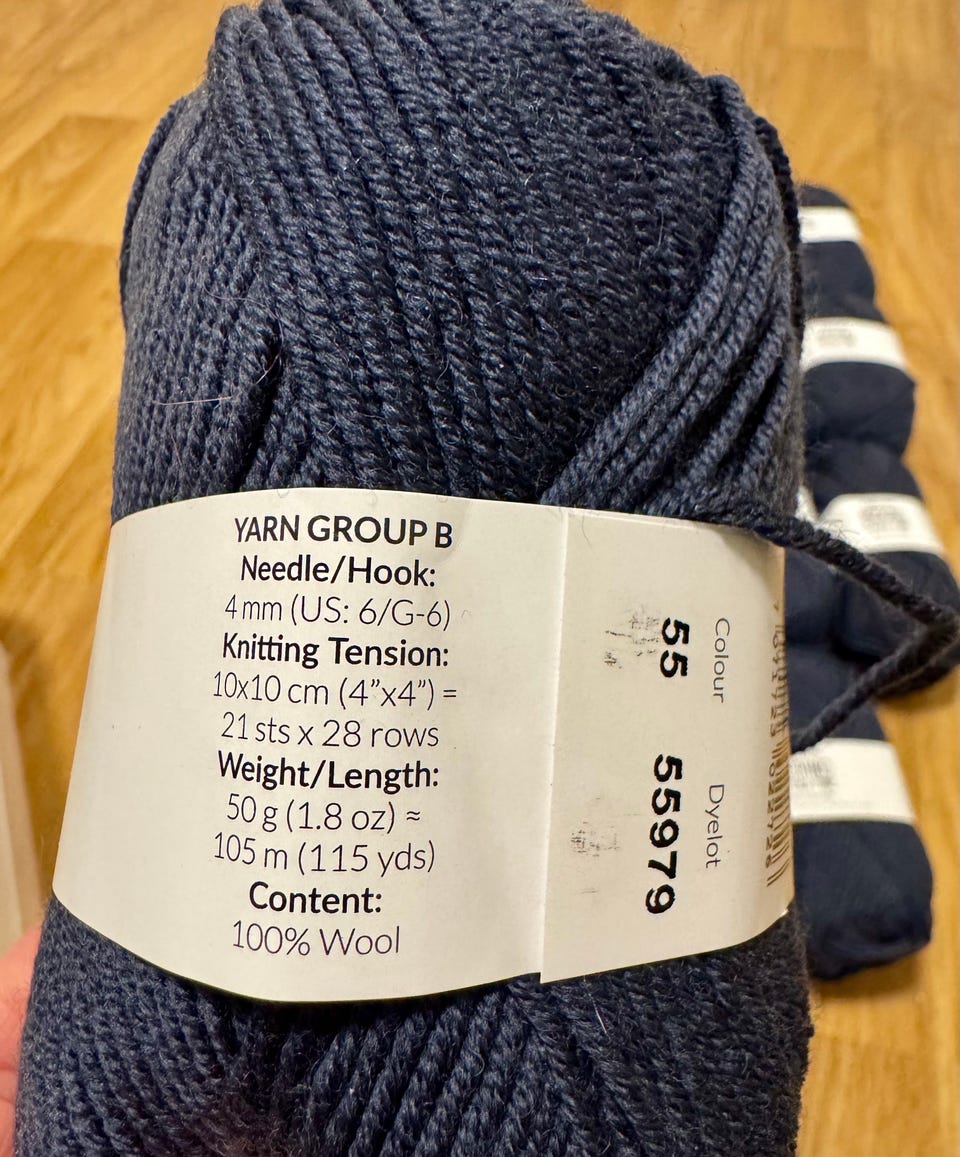 YARN GROUP B
Needle/Hook:
4 mm (US: 6/G-6)
Knitting Tension:
10x10 cm (4”x4”) =
21 sts x 28 rows
Weight/Length:
50 g (1.8 oz) ≈
105 m (115 yds)
Content:
100% Wool
Colour
55
Dyelot
55979